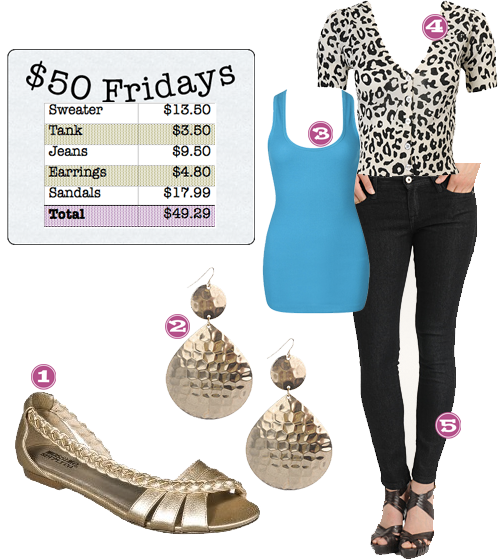 $50 Fridays
Sweater $13.50
Tank $3.50
Jeans $9.50
Earrings $4.80
Sandals $17.99
Total $49.29
4
3
2
1
5